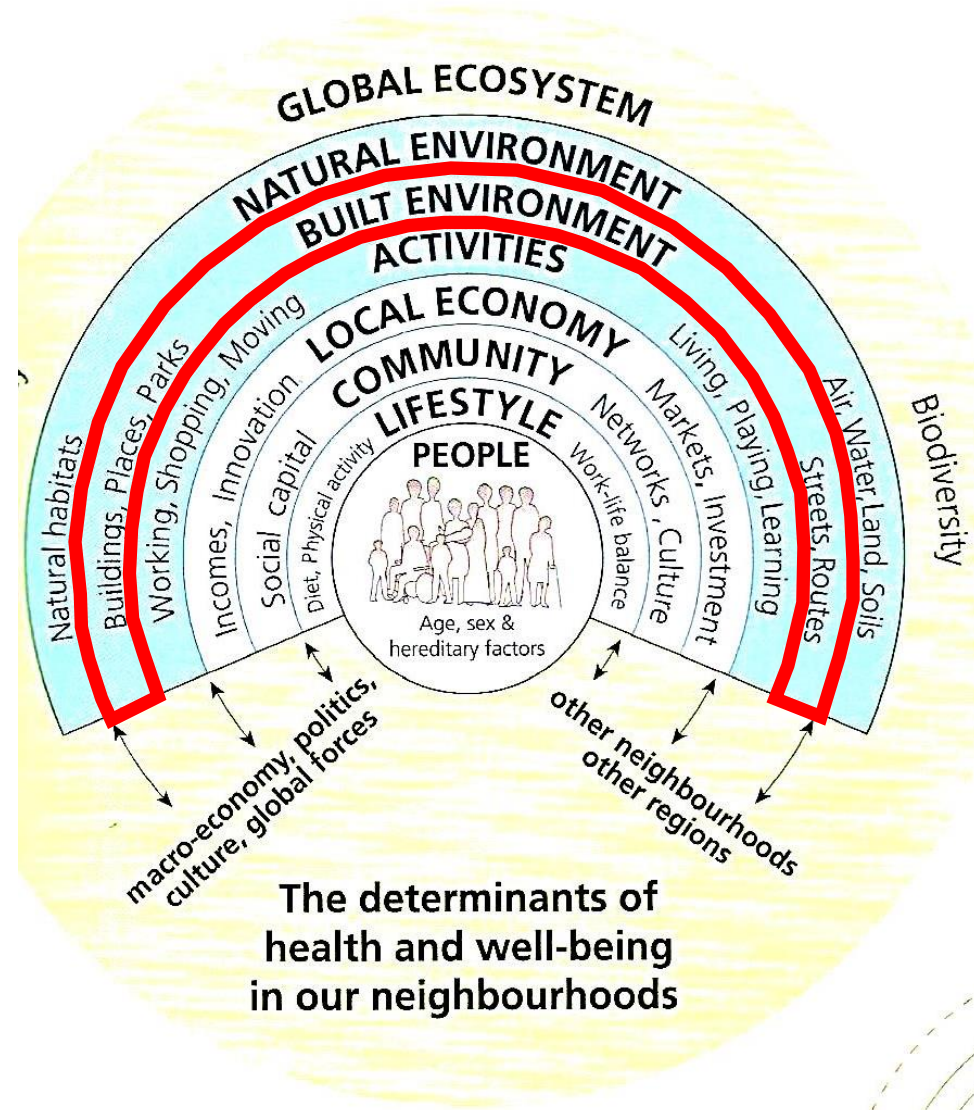 GLOBAL ECOSYSTEM
NATURAL ENVIRONMENT
BUILT ENVIRONMENT
ACTIVITIES
LOCAL ECONOMY
COMMUNITY
LIFESTYLE
PEOPLE
Natural habitats
Buildings, Places, Parks
Working, Shopping, Moving
Incomes, Innovation
Social capital
Diet, Physical activity
Work-life balance
Networks, Culture
Markets, Investment
Living, Playing, Learning
Streets, Routes
Air, Water, Land, Soils
Biodiversity
Age, sex &
hereditary factors
macro-economy, politics,
culture, global forces
other neighbourhoods
other regions
The determinants of
health and well-being
in our neighbourhoods